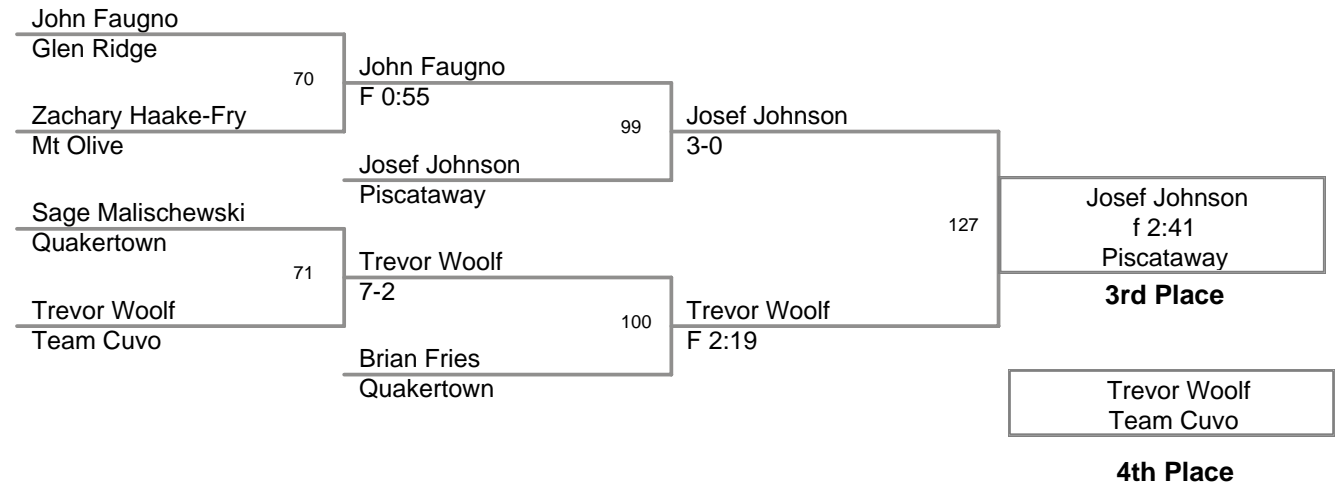 John Faugno
Glen Ridge
70
Zachary Haake-Fry
Mt Olive
Sage Malischewski
Quakertown
71
Trevor Woolf
Team Cuvo
John Faugno
F 0:55
99
Josef Johnson
Piscataway
Trevor Woolf
7-2
100
Brian Fries
Quakertown
Josef Johnson
3-0
127
Trevor Woolf
F 2:19
Josef Johnson
f 2:41
Piscataway
3rd Place
Trevor Woolf
Team Cuvo
4th Place